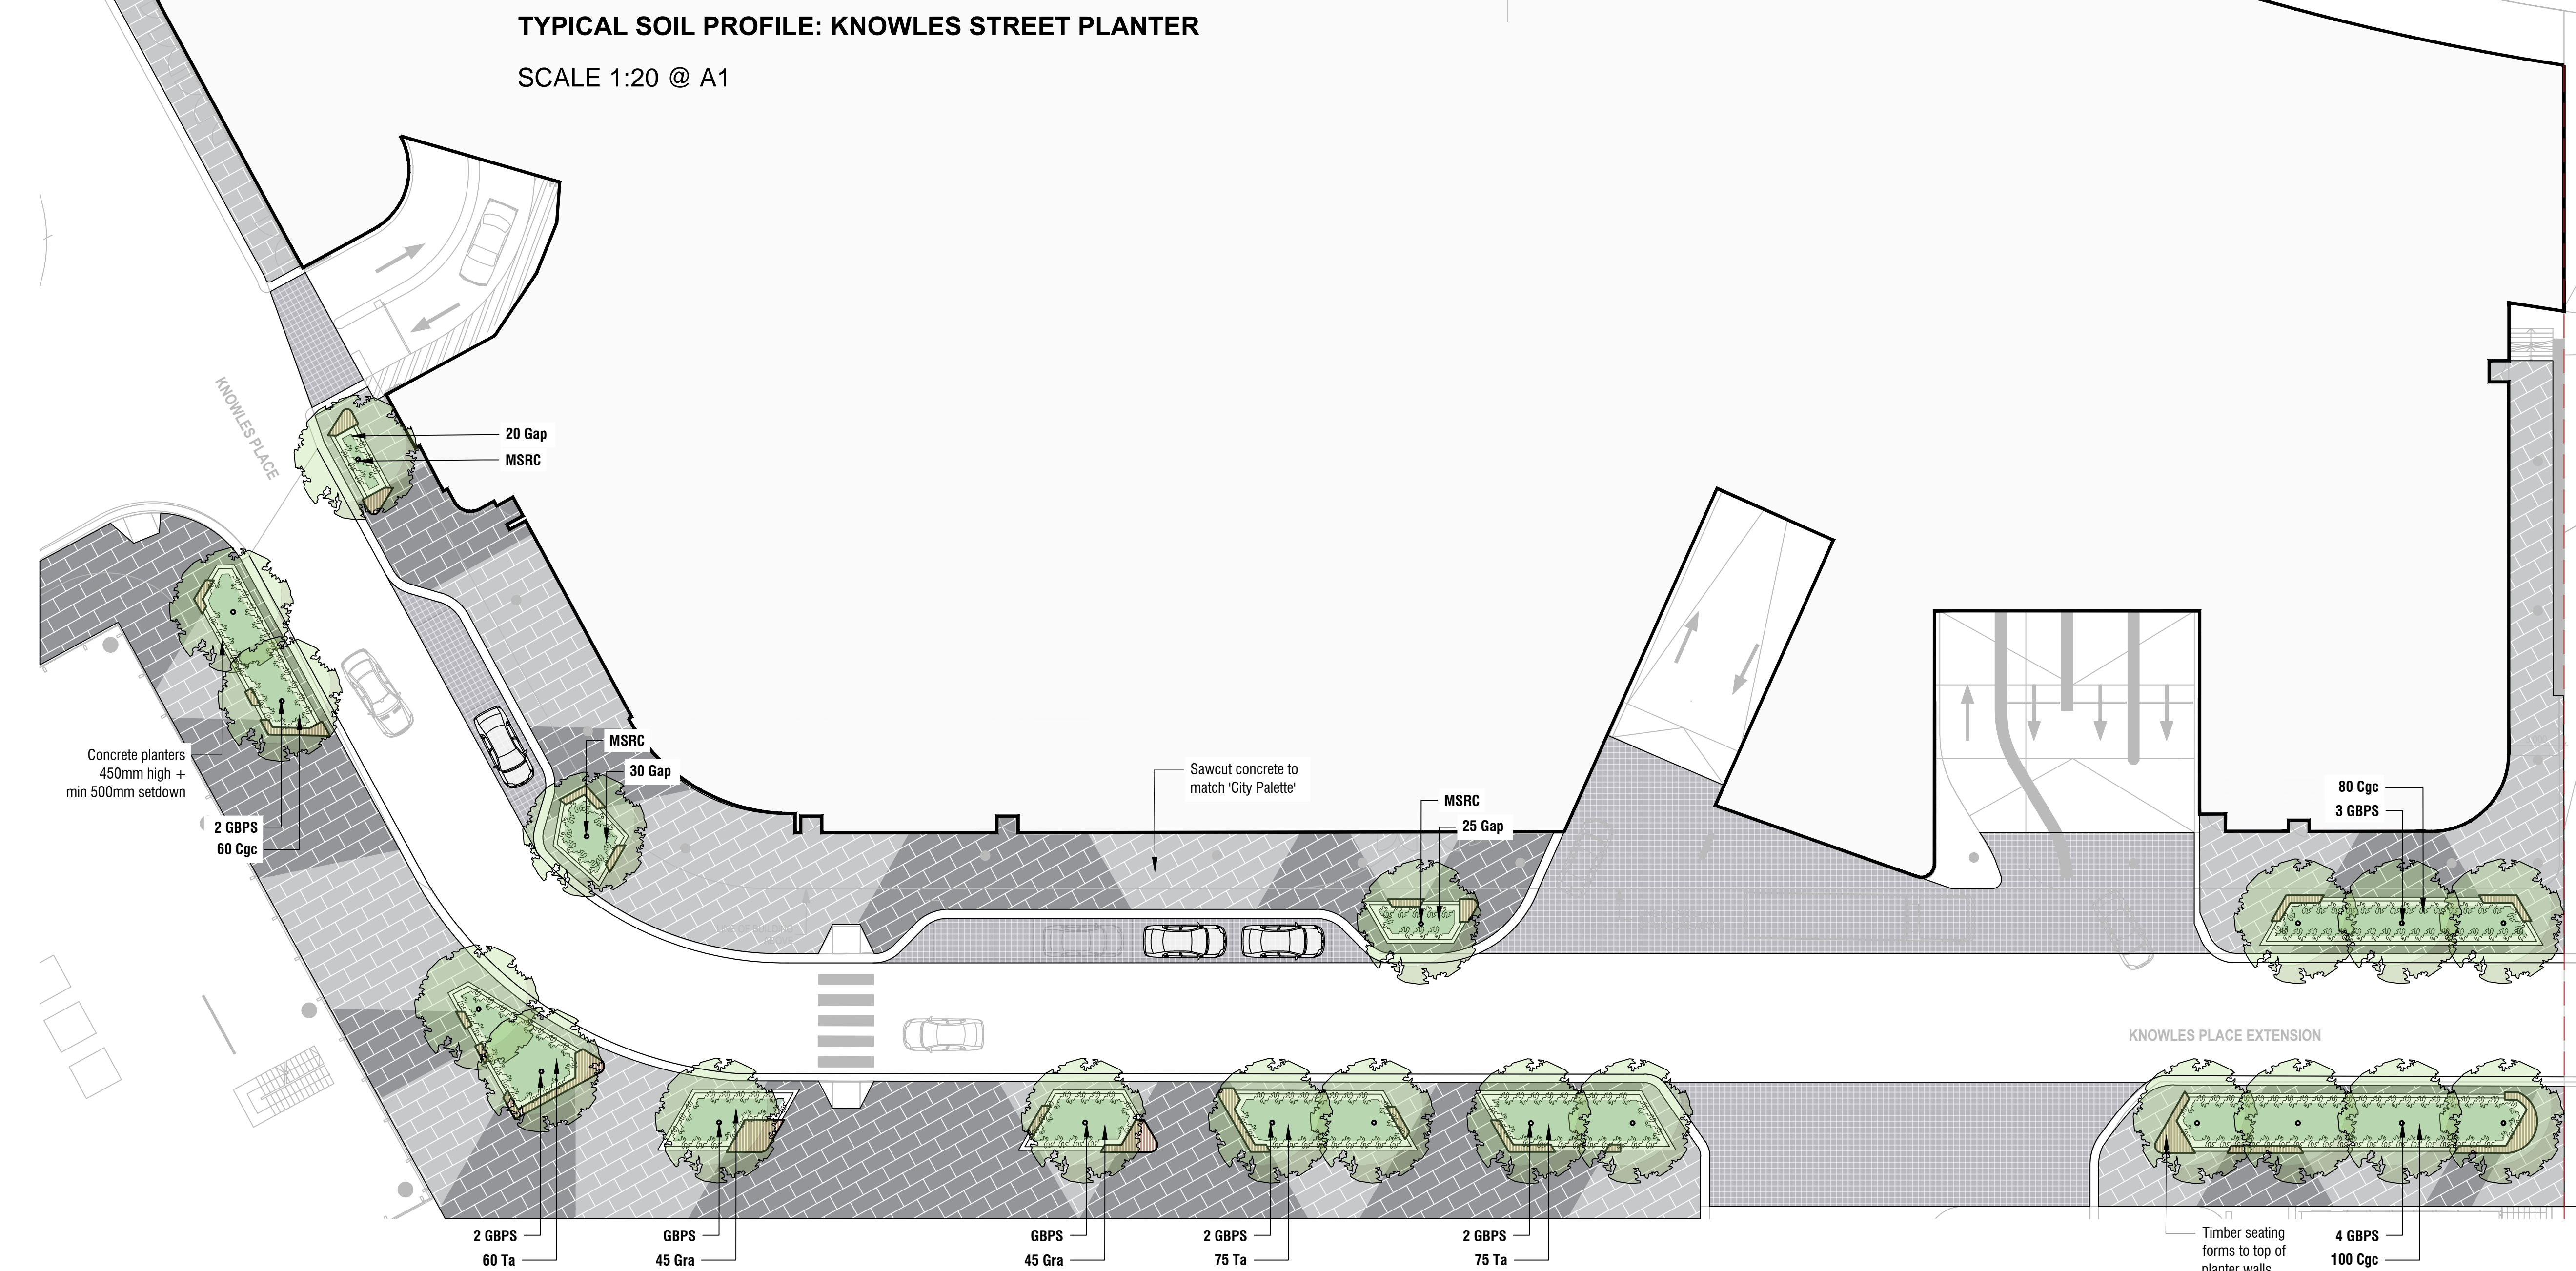 TYPICAL SOIL PROFILE: KNOWLES STREET PLANTER
SCALE 1:20 @ A1
KNOWLES PLACE
20 Gap
MSRC
Concrete planters
450mm high +
min 500mm setdown
2 GBPS
60 Cgc
MSRC
30 Gap
Sawcut concrete to
match 'City Palette'
MSRC
25 Gap
80 Cgc
3 GBPS
KNOWLES PLACE EXTENSION
2 GBPS
60 Ta
GBPS
45 Gra
GBPS
45 Gra
2 GBPS
75 Ta
2 GBPS
75 Ta
Timber seating
forms to top of
planter walls
4 GBPS
100 Cgc